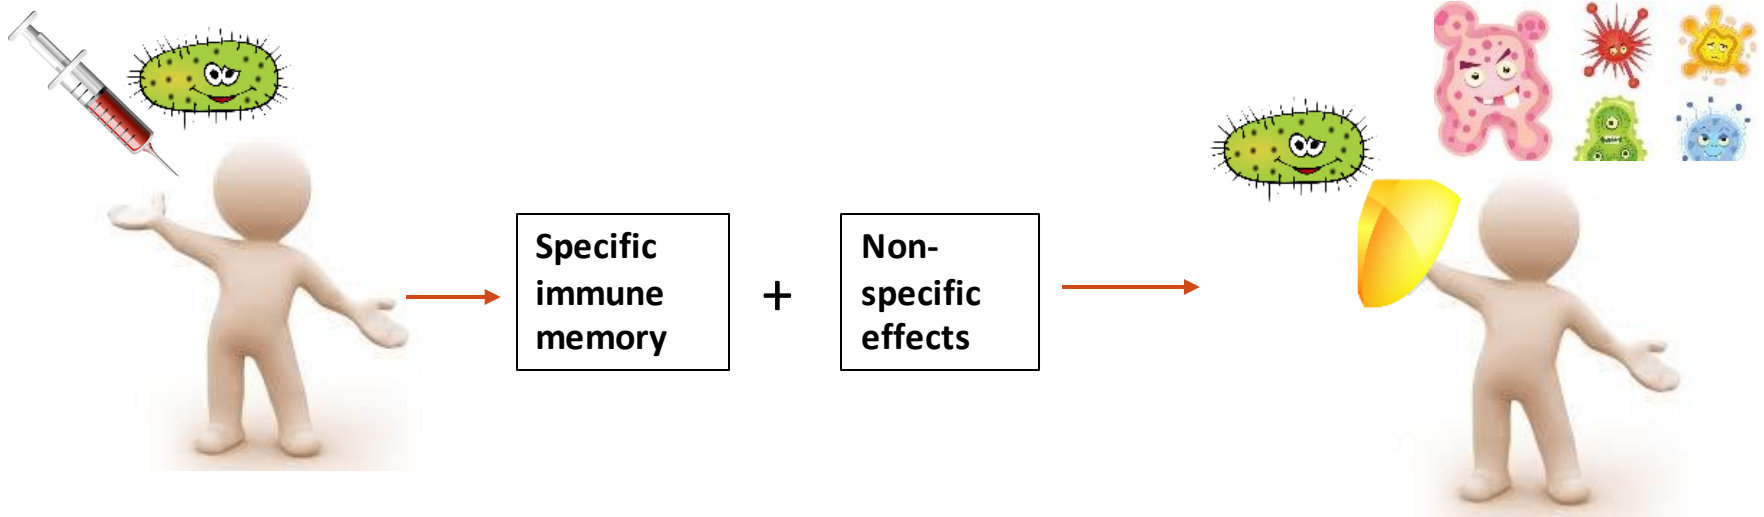 Specific
immune
memory
+
Non-
specific
effects